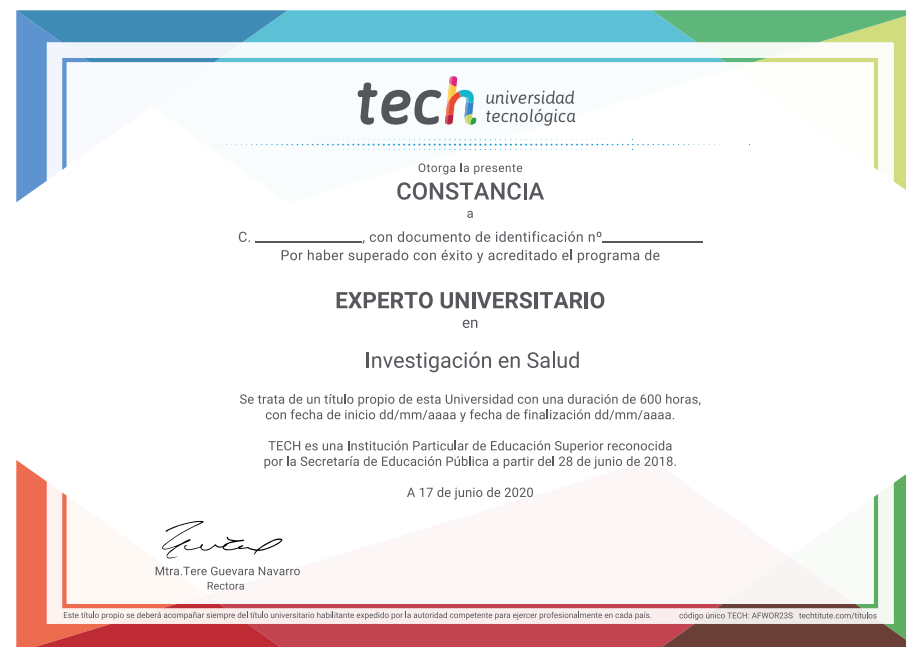 tech universidad
tecnológica
Otorga la presente
CONSTANCIA
a
C. ____________, con documento de identificación nº____________
Por haber superado con éxito y acreditado el programa de
EXPERTO UNIVERSITARIO
en
Investigación en Salud
Se trata de un título propio de esta Universidad con una duración de 600 horas,
con fecha de inicio dd/mm/aaaa y fecha de finalización dd/mm/aaaa.
TECH es una Institución Particular de Educación Superior reconocida
por la Secretaría de Educación Pública a partir del 28 de junio de 2018.
A 17 de junio de 2020
Mtra.Tere Guevara Navarro
Rectora
Este título propio se deberá acompañar siempre del título universitario habilitante expedido por la autoridad competente para ejercer profesionalmente en cada país. código único TECH: AFWOR23S techtitute.com/titulos